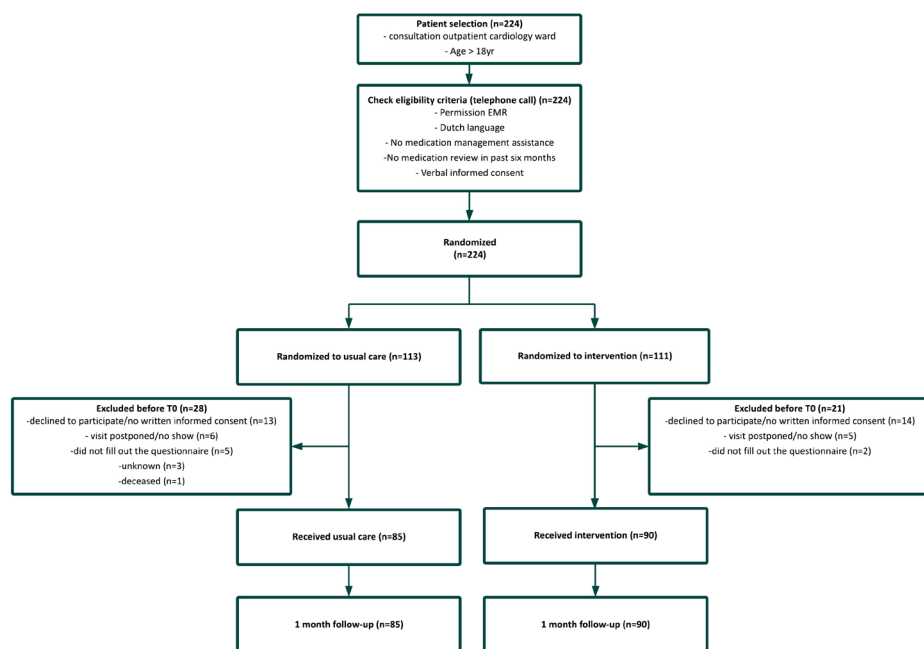 Patient selection (n=224)
- consultation outpatient cardiology ward
- Age > 18yr
Check eligibility criteria (telephone call) (n=224)
- Permission EMR
- Dutch language
- No medication management assistance
-No medication review in past six months
- Verbal informed consent
Randomized
(n=224)
Randomized to usual care (n=113)
Randomized to intervention (n=111)
Excluded before T0 (n=28)
-declined to participate/no written informed consent (n=13)
- visit postponed/no show (n=6)
-did not fill out the questionnaire (n=5)
-unknown (n=3)
-deceased (n=1)
Excluded before T0 (n=21)
-declined to participate/no written informed consent (n=14)
- visit postponed/no show (n=5)
-did not fill out the questionnaire (n=2)
Received usual care (n=85)
Received intervention (n=90)
1 month follow-up (n=85)
1 month follow-up (n=90)